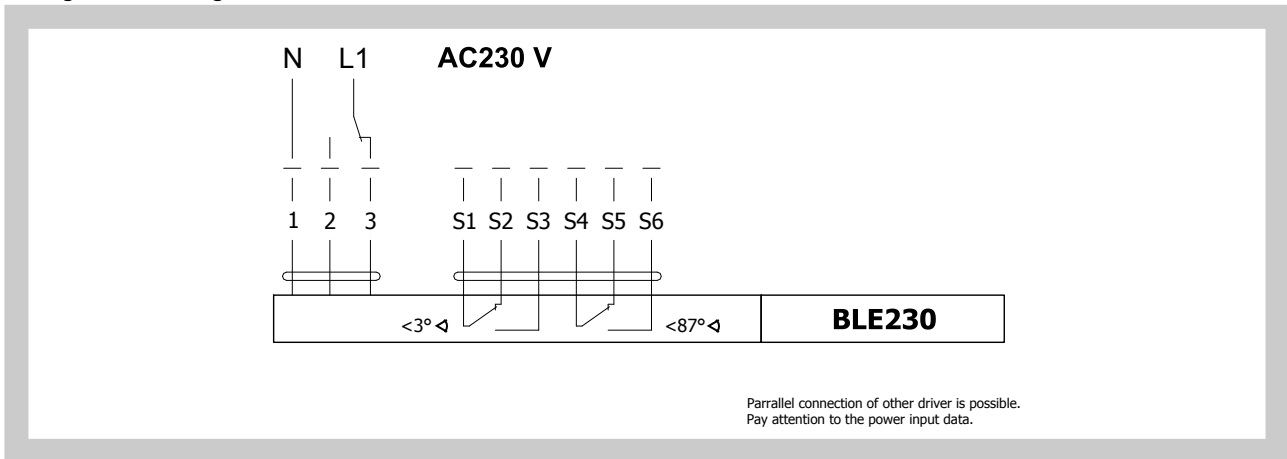 N L1 AC230 V
1 2 3 S1 S2 S3 S4 S5 S6
<3° <87° BLE230
Parrallel connection of other driver is possible.
Pay attention to the power input data.